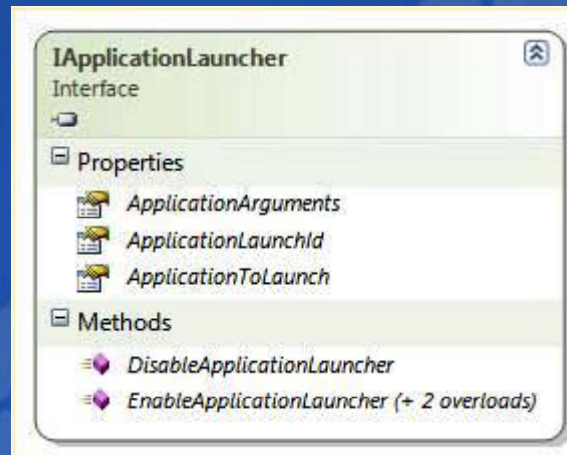 IApplicationLauncher
Interface
Properties
ApplicationArguments
ApplicationLaunchId
ApplicationToLaunch
Methods
DisableApplicationLauncher
EnableApplicationLauncher (+ 2 overloads)